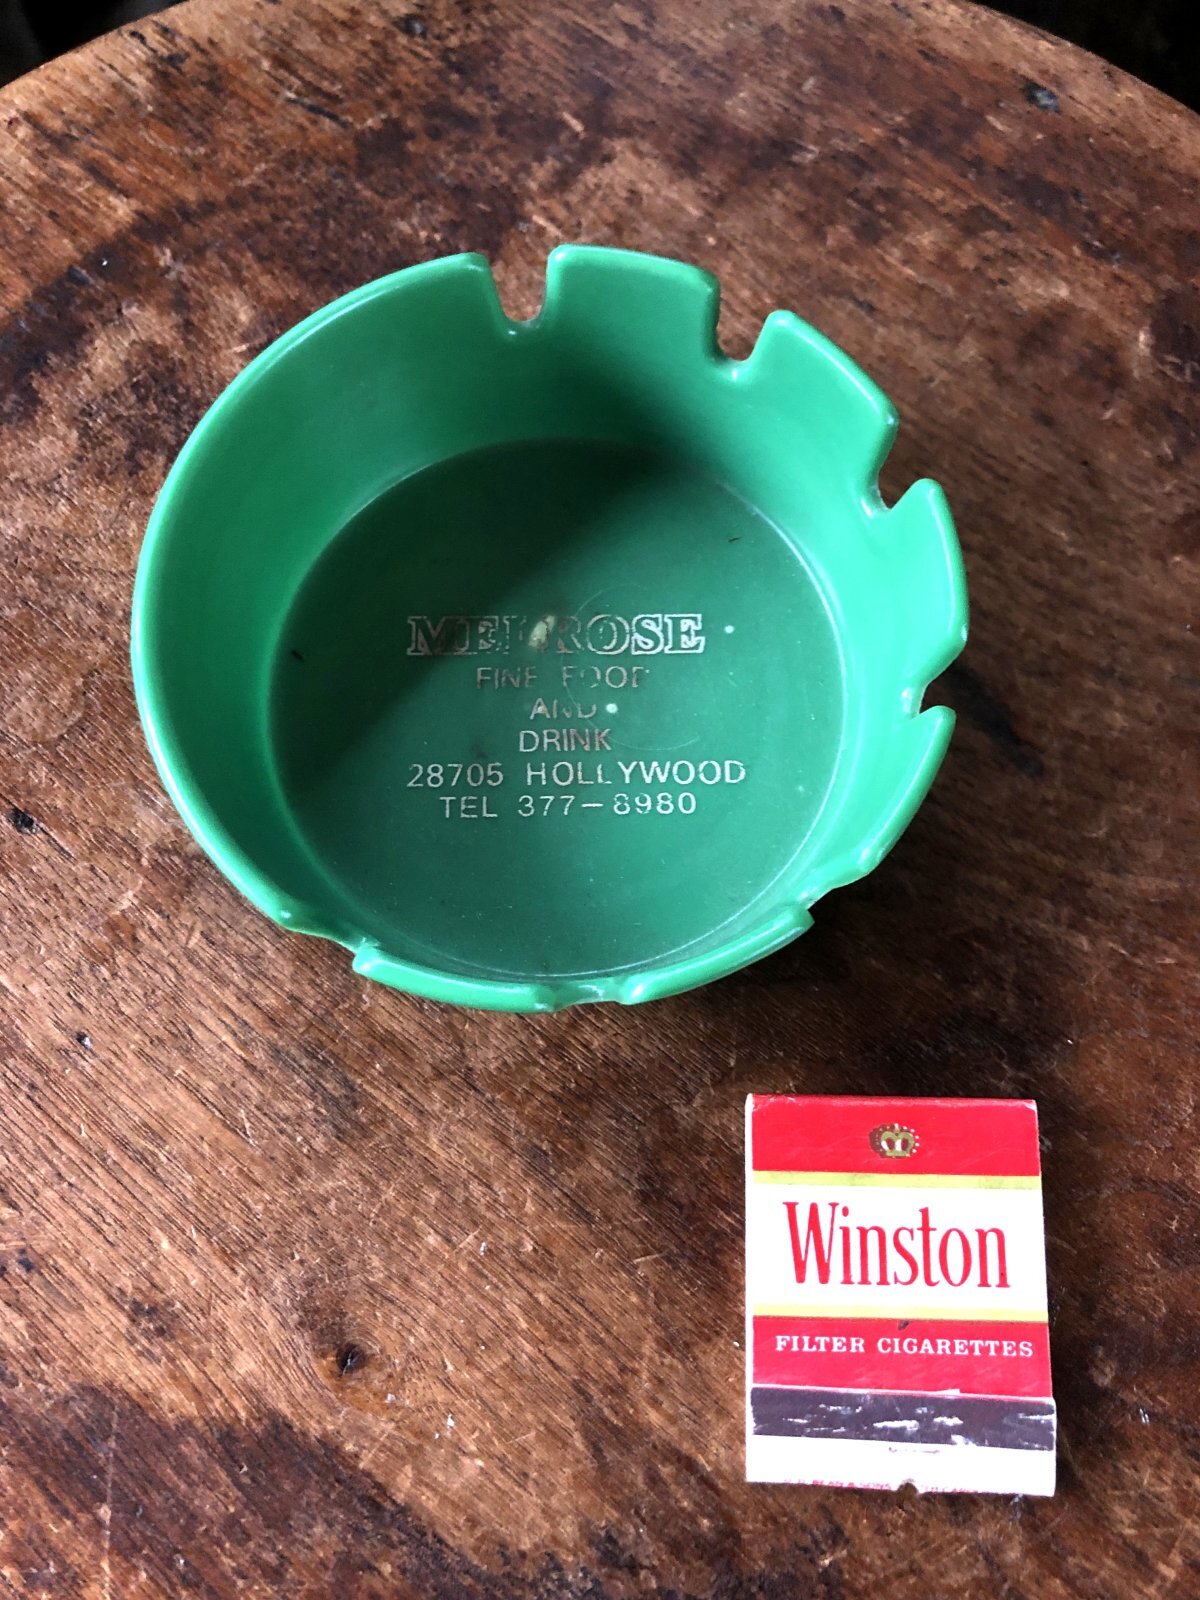 MELROSE
FINE FOOD
AND
DRINK
28705 HOLLYWOOD
TEL 377-8980
Winston
FILTER CIGARETTES